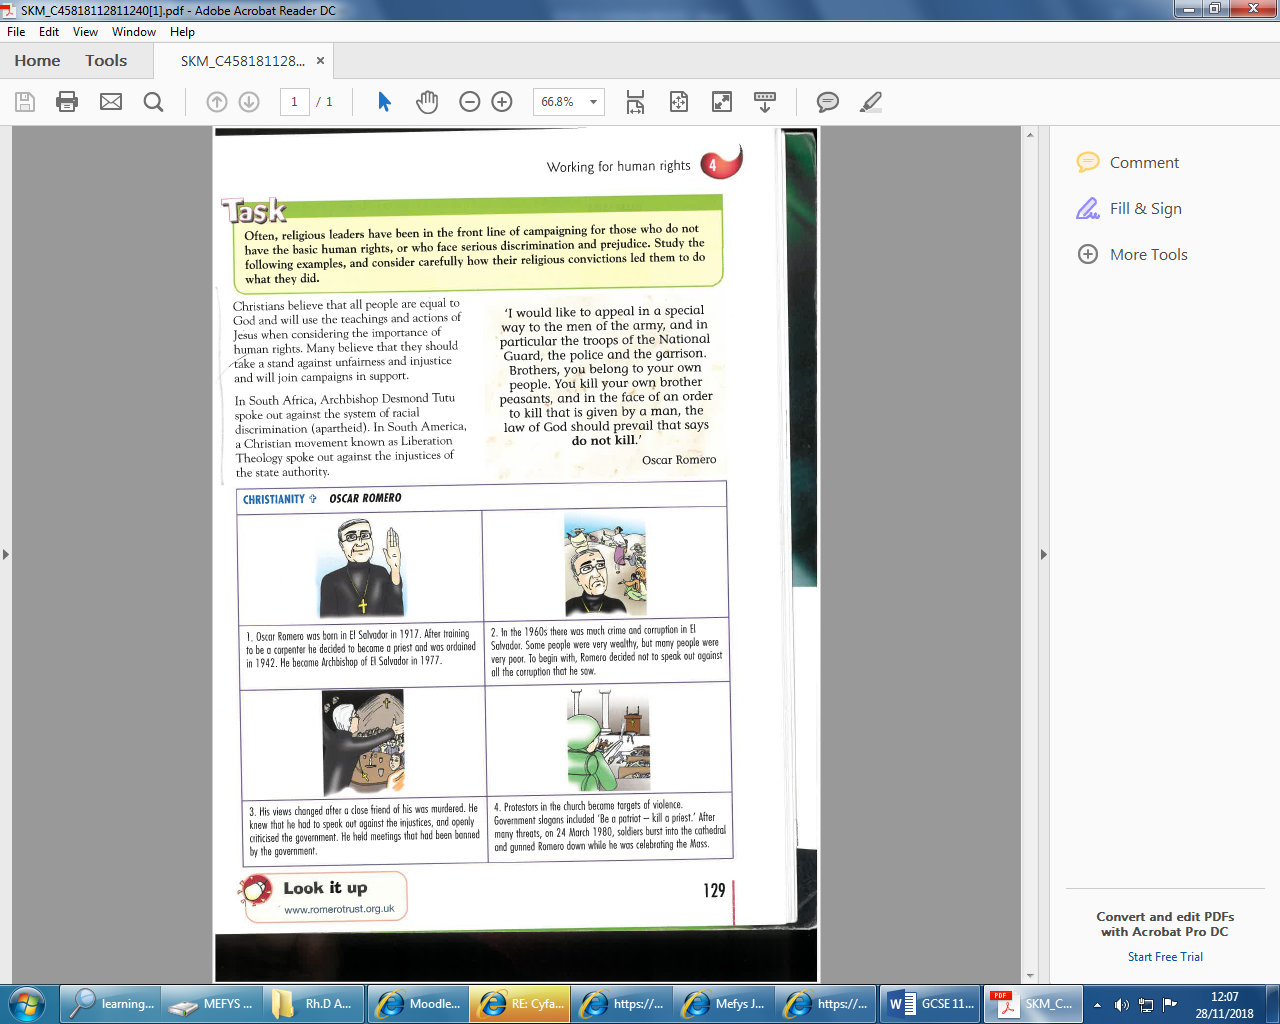 SKM_C45818112811240[1].pdf - Adobe Acrobat Reader DC
File Edit View Window Help
Home Tools SKM_C458181128... ×
1 / 1 66.8%
Working for human rights 4
Task
Often, religious leaders have been in the front line of campaigning for those who do not
have the basic human rights, or who face serious discrimination and prejudice. Study the
following examples, and consider carefully how their religious convictions led them to do
what they did.
Christians believe that all people are equal to
God and will use the teachings and actions of
Jesus when considering the importance of
human rights. Many believe that they should
take a stand against unfairness and injustice
and will join campaigns in support.
In South Africa, Archbishop Desmond Tutu
spoke out against the system of racial
discrimination (apartheid). In South America,
a Christian movement known as Liberation
Theology spoke out against the injustices of
the state authority.
'I would like to appeal in a special
way to the men of the army, and in
particular the troops of the National
Guard, the police and the garrison.
Brothers, you belong to your own
people. You kill your own brother
peasants, and in the face of an order
to kill that is given by a man, the
law of God should prevail that says
do not kill.'
Oscar Romero
CHRISTIANITY OSCAR ROMERO
1. Oscar Romero was born in El Salvador in 1917. After training
to be a carpenter he decided to become a priest and was ordained
in 1942. He became Archbishop of El Salvador in 1977.
2. In the 1960s there was much crime and corruption in El
Salvador. Some people were very wealthy, but many people were
very poor. To begin with, Romero decided not to speak out against
all the corruption that he saw.
3. His views changed after a close friend of his was murdered. He
knew that he had to speak out against the injustices, and openly
criticised the government. He held meetings that had been banned
by the government.
4. Protestors in the church became targets of violence.
Government slogans included 'Be a patriot – kill a priest.' After
many threats, on 24 March 1980, soldiers burst into the cathedral
and gunned Romero down while he was celebrating the Mass.
Look it up
www.romerotrust.org.uk
129
Comment
Fill & Sign
More Tools
Convert and edit PDFs
with Acrobat Pro DC
Start Free Trial
learning... MEFYS ... Rh.D A... Moodle... RE: Cyfa... https://... Mefys J... https://... GCSE 11... SKM_C...
12:07
28/11/2018